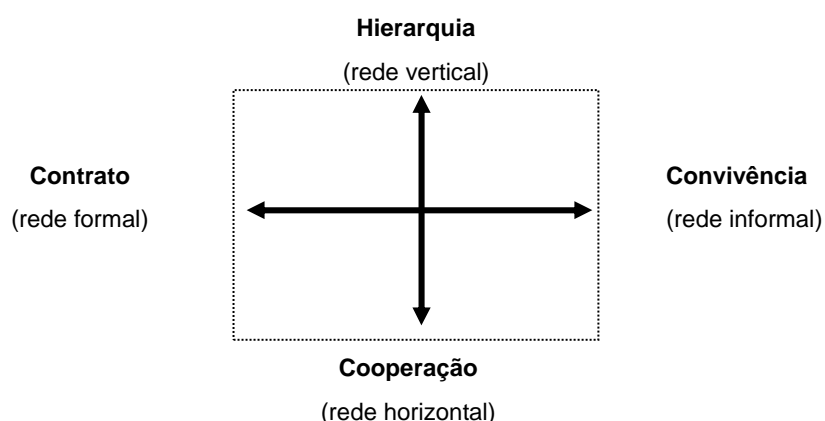 Hierarquia
(rede vertical)
Contrato
(rede formal)
Convivência
(rede informal)
Cooperação
(rede horizontal)